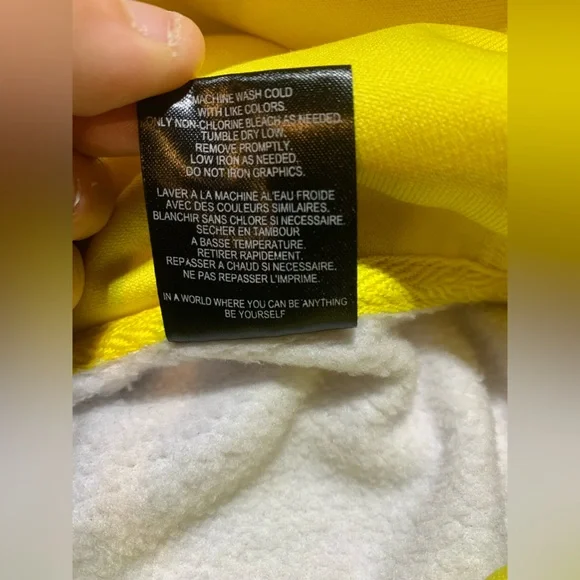 MACHINE WASH COLD
WITH LIKE COLORS.
ONLY NON-CHLORINE BLEACH AS NEEDED.
TUMBLE DRY LOW.
REMOVE PROMPTLY.
LOW IRON AS NEEDED.
DO NOT IRON GRAPHICS.
LAVER A LA MACHINE AL'EAU FROIDE
AVEC DES COULEURS SIMILAIRES.
BLANCHIR SANS CHLORE SI NECESSAIRE.
SECHER EN TAMBOUR
A BASSE TEMPERATURE.
RETIRER RAPIDEMENT.
REPASSER A CHAUD SI NECESSAIRE.
NE PAS REPASSER L'IMPRIME.
IN A WORLD WHERE YOU CAN BE ANYTHING
BE YOURSELF